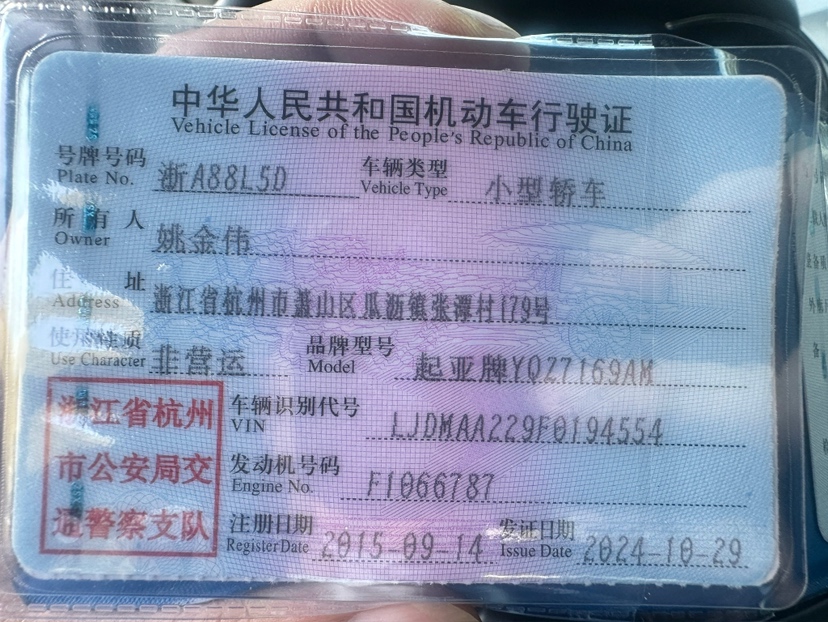 中华人民共和国机动车行驶证
Vehicle License of the People's Republic of China
号牌号码 浙A88L5D 车辆类型 小型轿车
Plate No. Vehicle Type
所有人 姚金伟
Owner
住址 浙江省杭州市萧山区瓜沥镇张潭村179号
Address
使用性质 非营运 品牌型号 起亚牌YQZ7169AM
Use Character Model
浙江省杭州 车辆识别代号 LJDMAA229F0194554
VIN
市公安局交 发动机号码 F1066787
Engine No.
通警察支队 注册日期 2015-09-14 发证日期 2024-10-29
Register Date Issue Date